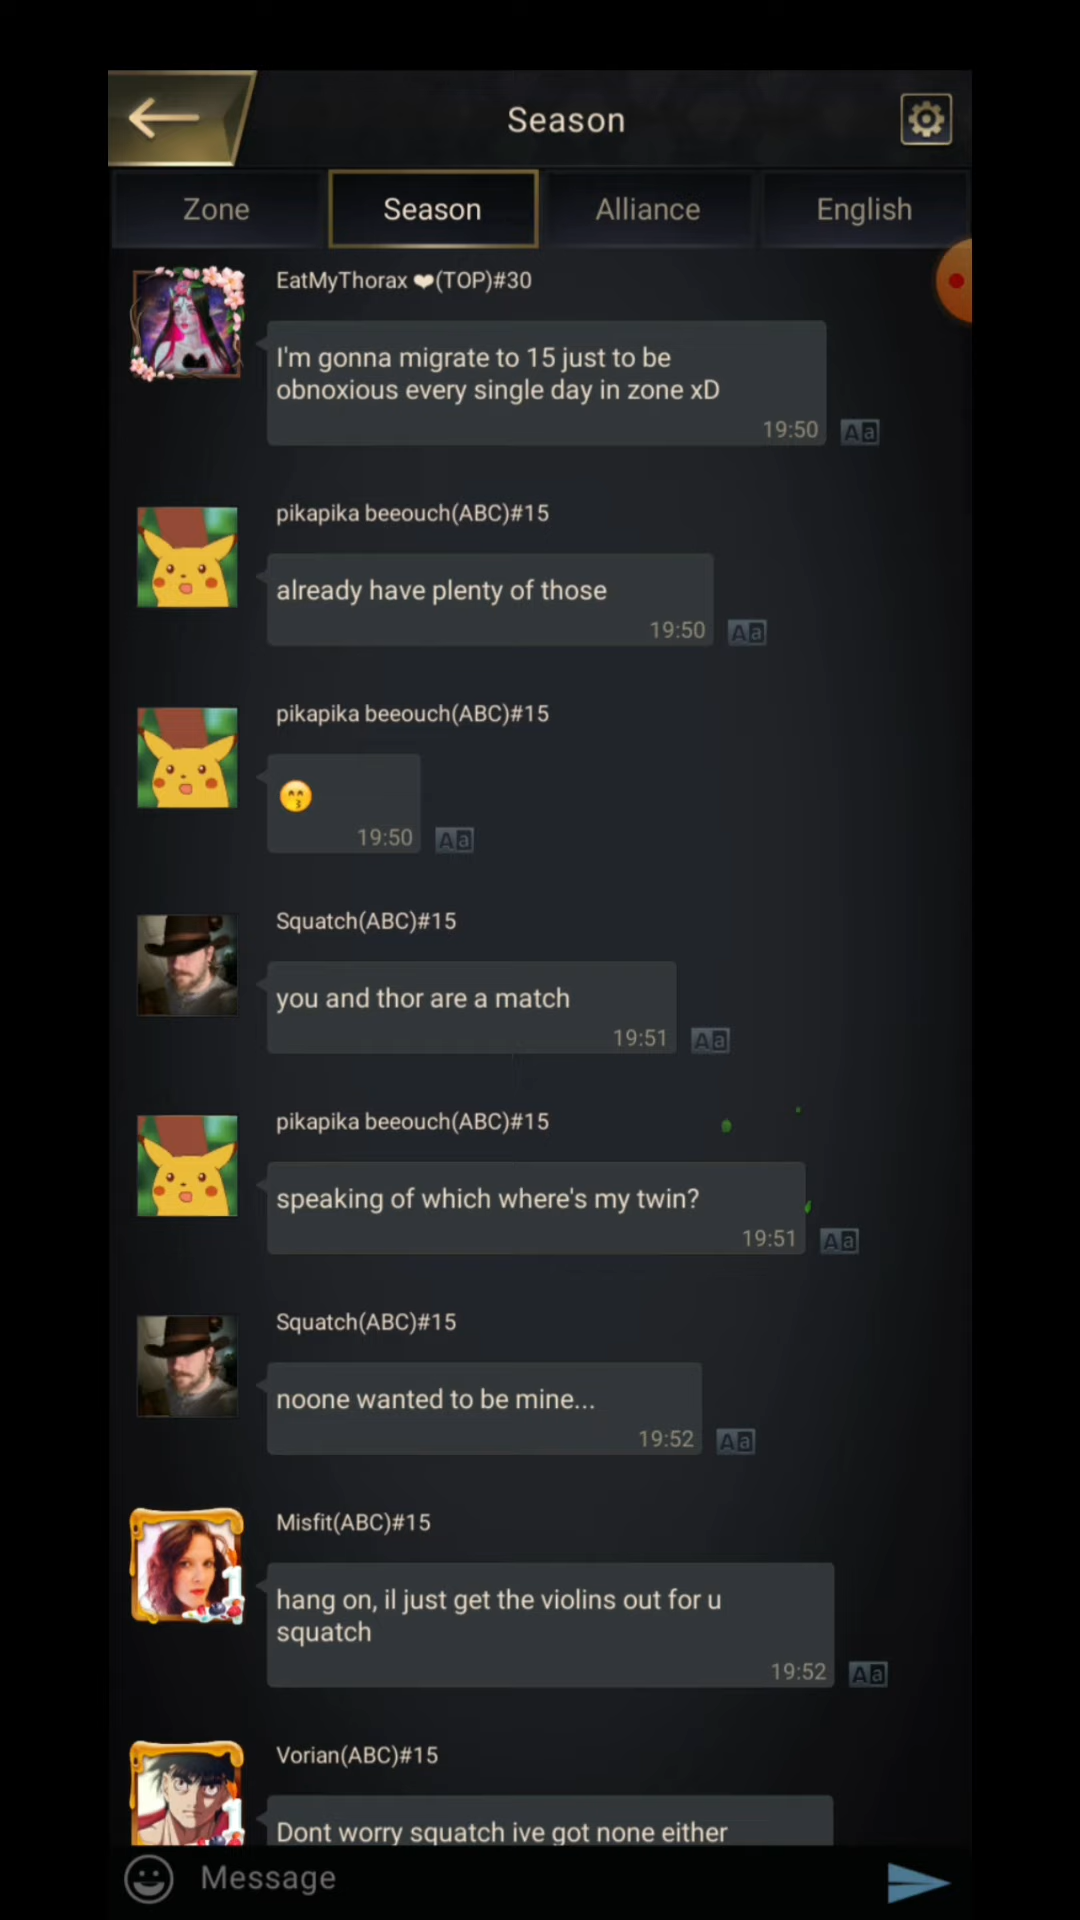 Season
Zone
Season
Alliance
English
EatMyThorax ❤(TOP)#30
I'm gonna migrate to 15 just to be
obnoxious every single day in zone xD
19:50
Aa
pikapika beeouch(ABC)#15
already have plenty of those
19:50
Aa
pikapika beeouch(ABC)#15
😙
19:50
Aa
Squatch(ABC)#15
you and thor are a match
19:51
Aa
pikapika beeouch(ABC)#15
speaking of which where's my twin?
19:51
Aa
Squatch(ABC)#15
noone wanted to be mine...
19:52
Aa
Misfit(ABC)#15
hang on, il just get the violins out for u
squatch
19:52
Aa
Vorian(ABC)#15
Dont worry squatch ive got none either
Message